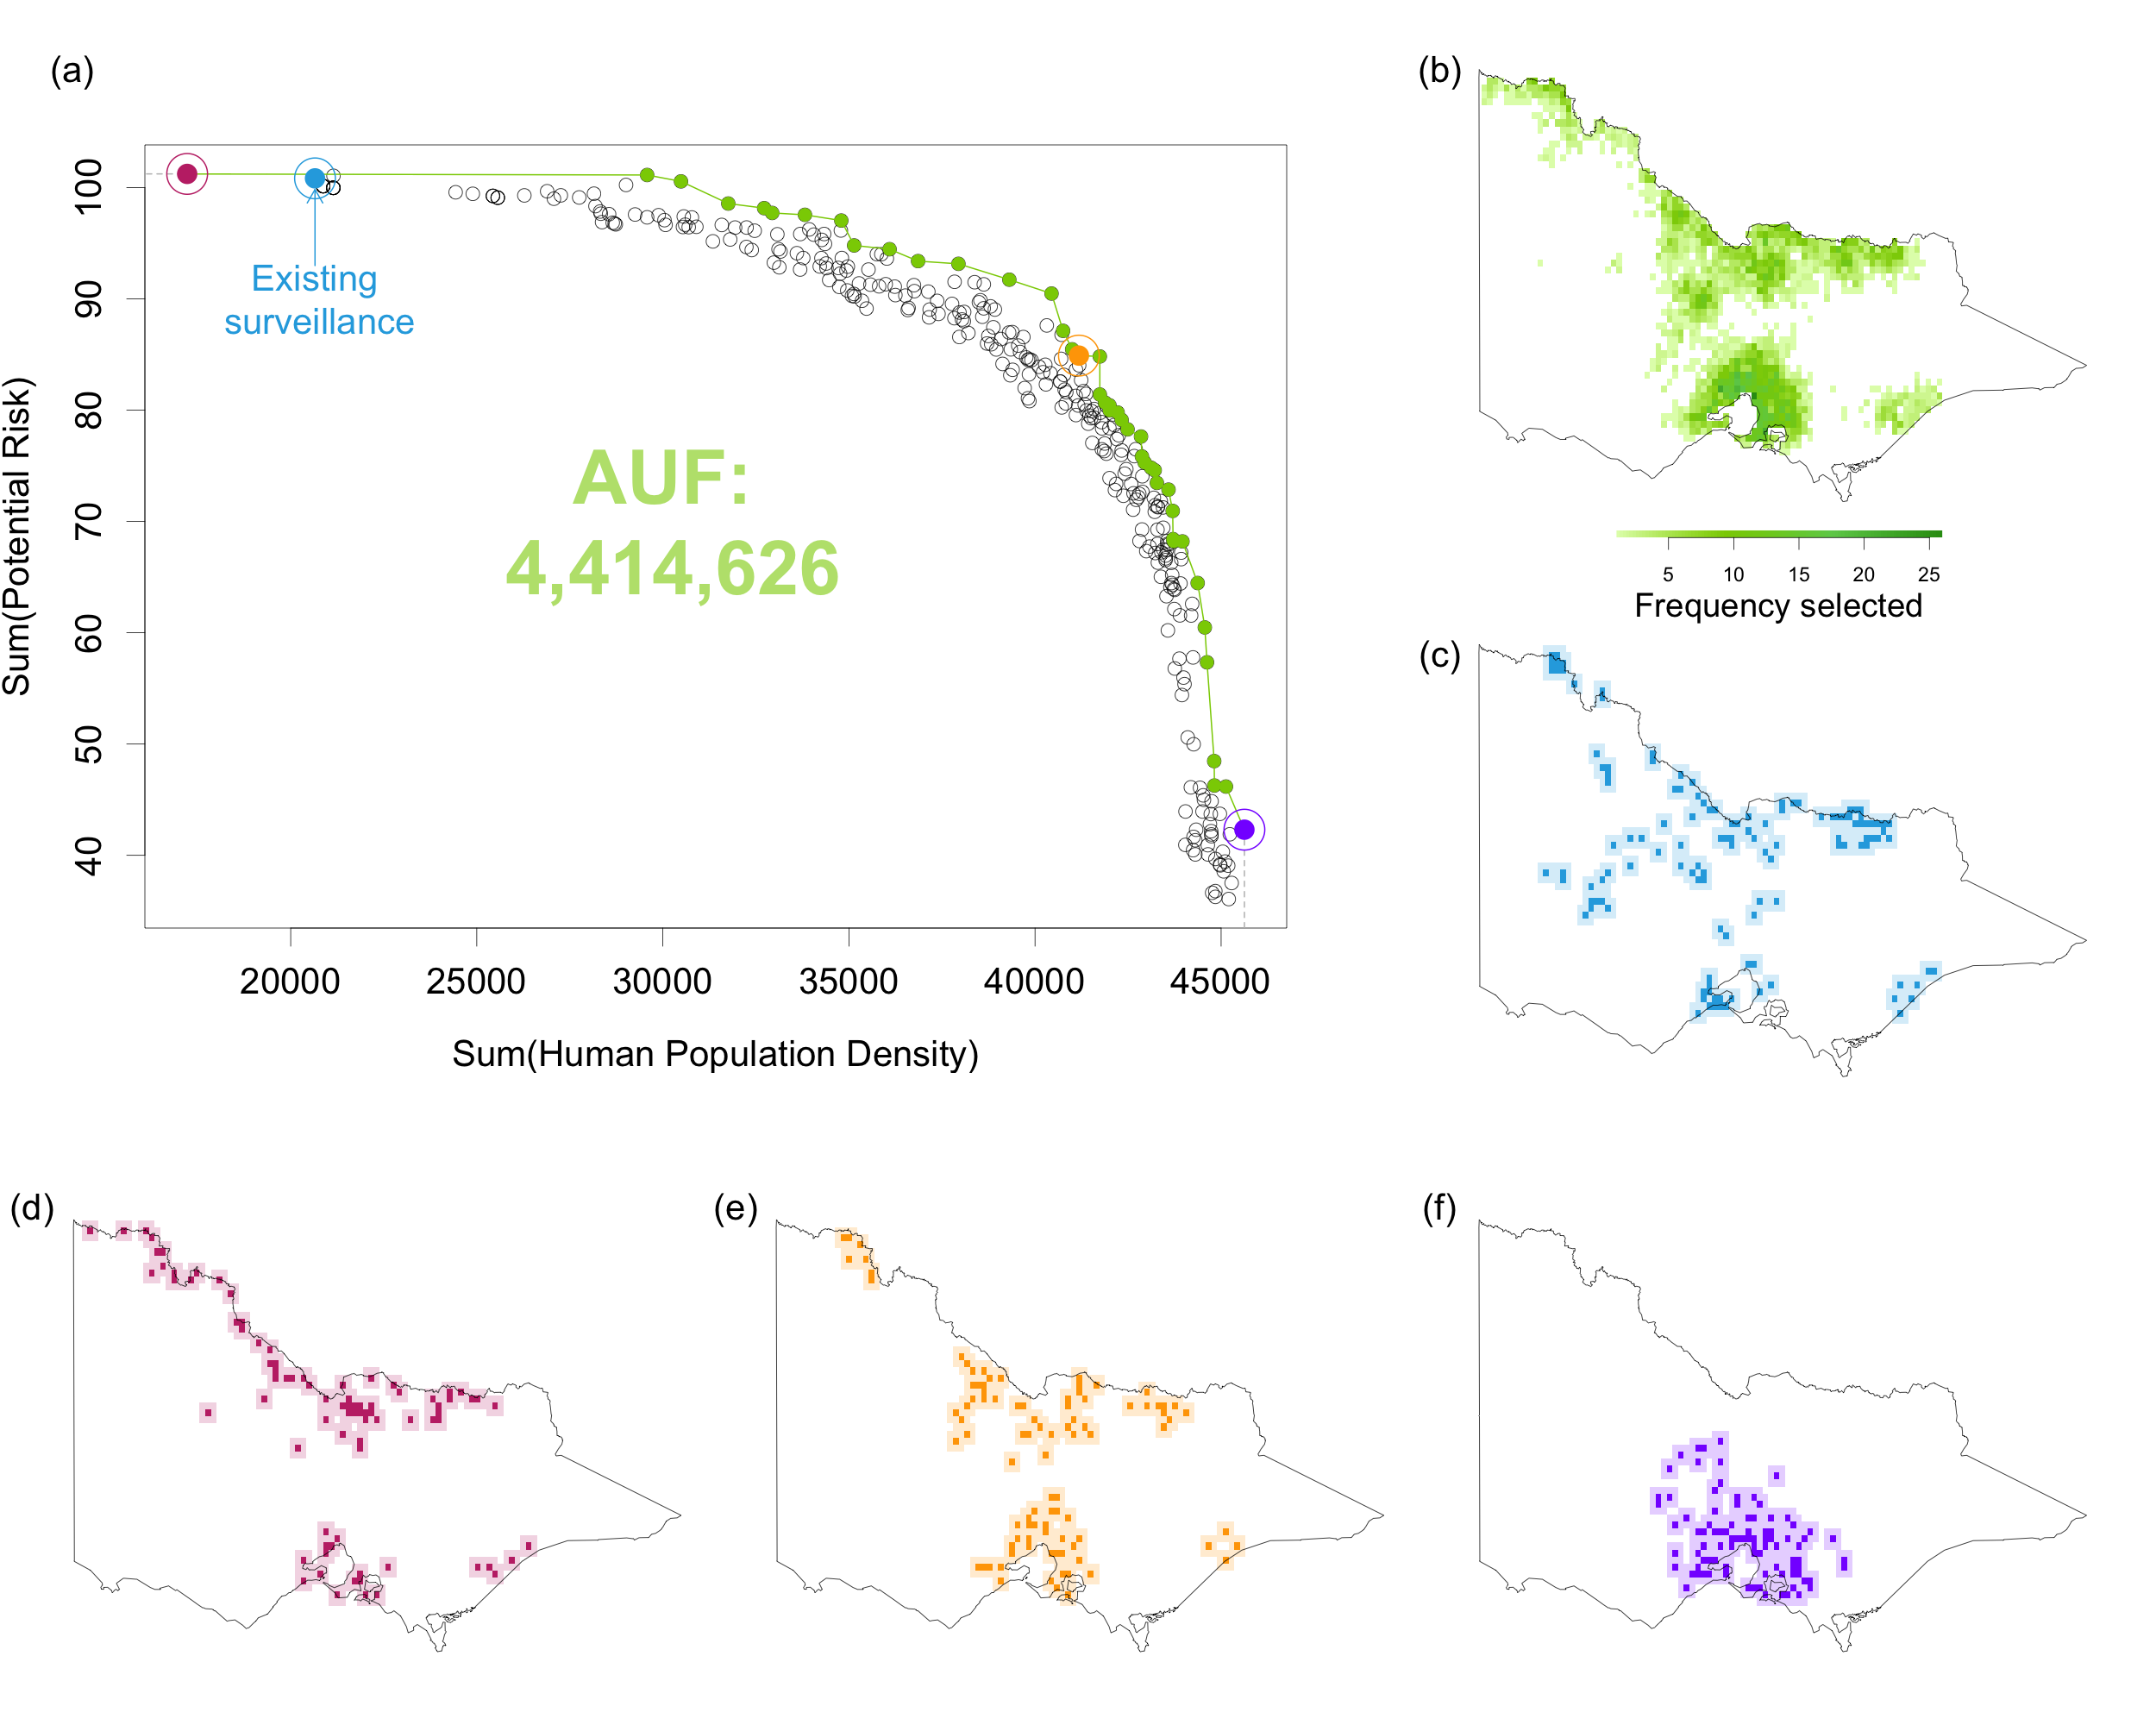 (a)
Sum(Potential Risk)
100
90
80
70
60
50
40
Existing
surveillance
AUF:
4,414,626
20000 25000 30000 35000 40000 45000
Sum(Human Population Density)
(b)
5 10 15 20 25
Frequency selected
(c)
(d)
(e)
(f)